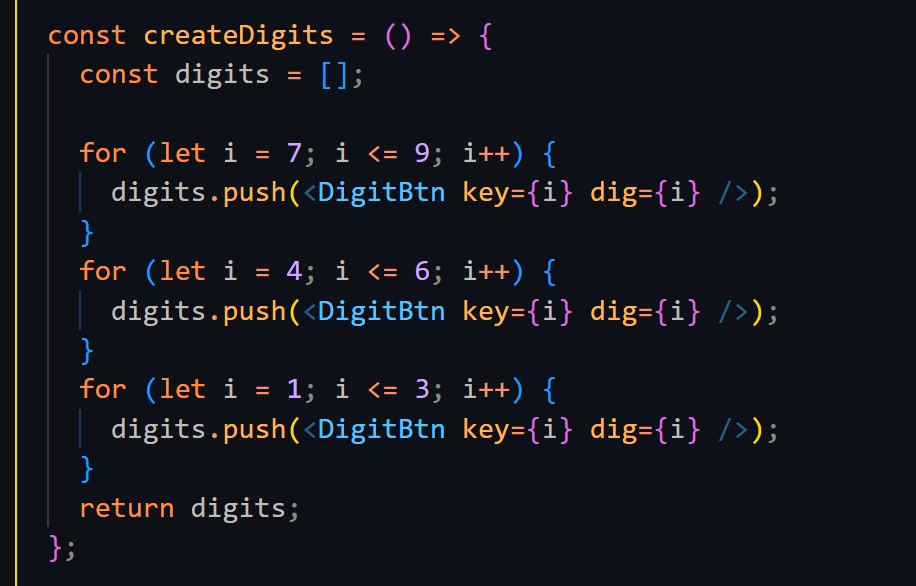 const createDigits = () => {
  const digits = [];

  for (let i = 7; i <= 9; i++) {
    digits.push(<DigitBtn key={i} dig={i} />);
  }
  for (let i = 4; i <= 6; i++) {
    digits.push(<DigitBtn key={i} dig={i} />);
  }
  for (let i = 1; i <= 3; i++) {
    digits.push(<DigitBtn key={i} dig={i} />);
  }
  return digits;
};